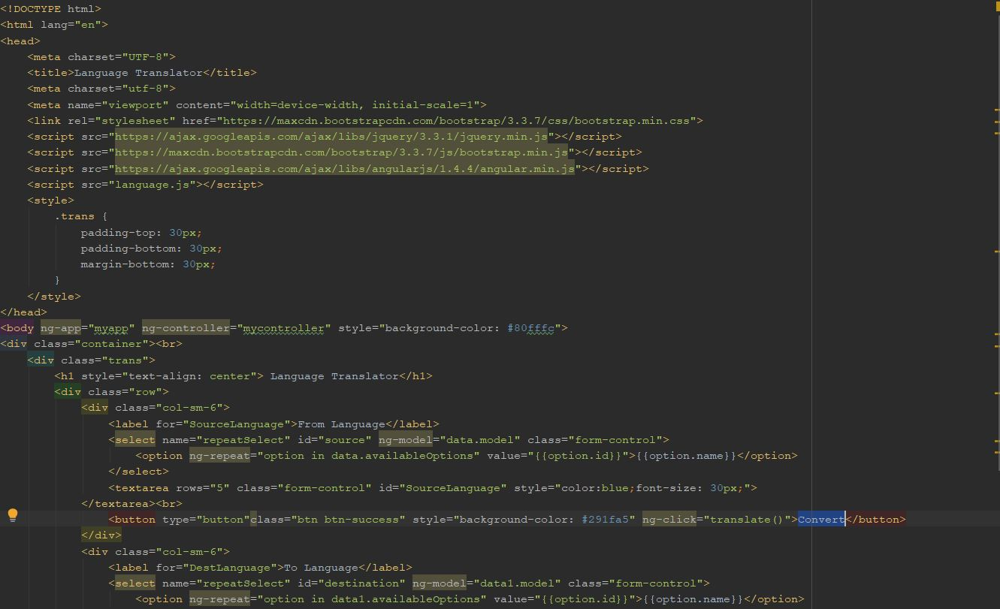 <!DOCTYPE html>
<html lang="en">
<head>
    <meta charset="UTF-8">
    <title>Language Translator</title>
    <meta charset="utf-8">
    <meta name="viewport" content="width=device-width, initial-scale=1">
    <link rel="stylesheet" href="https://maxcdn.bootstrapcdn.com/bootstrap/3.3.7/css/bootstrap.min.css">
    <script src="https://ajax.googleapis.com/ajax/libs/jquery/3.3.1/jquery.min.js"></script>
    <script src="https://maxcdn.bootstrapcdn.com/bootstrap/3.3.7/js/bootstrap.min.js"></script>
    <script src="https://ajax.googleapis.com/ajax/libs/angularjs/1.4.4/angular.min.js"></script>
    <script src="language.js"></script>
    <style>
        .trans {
            padding-top: 30px;
            padding-bottom: 30px;
            margin-bottom: 30px;
        }
    </style>
</head>
<body ng-app="myapp" ng-controller="mycontroller" style="background-color: #80fffc">
<div class="container"><br>
    <div class="trans">
        <h1 style="text-align: center"> Language Translator</h1>
        <div class="row">
            <div class="col-sm-6">
                <label for="SourceLanguage">From Language</label>
                <select name="repeatSelect" id="source" ng-model="data.model" class="form-control">
                    <option ng-repeat="option in data.availableOptions" value="{{option.id}}">{{option.name}}</option>
                </select>
                <textarea rows="5" class="form-control" id="SourceLanguage" style="color:blue;font-size: 30px;">
            </textarea><br>
                <button type="button"class="btn btn-success" style="background-color: #291fa5" ng-click="translate()">Convert</button>
            </div>
            <div class="col-sm-6">
                <label for="DestLanguage">To Language</label>
                <select name="repeatSelect" id="destination" ng-model="data1.model" class="form-control">
                    <option ng-repeat="option in data1.availableOptions" value="{{option.id}}">{{option.name}}</option>